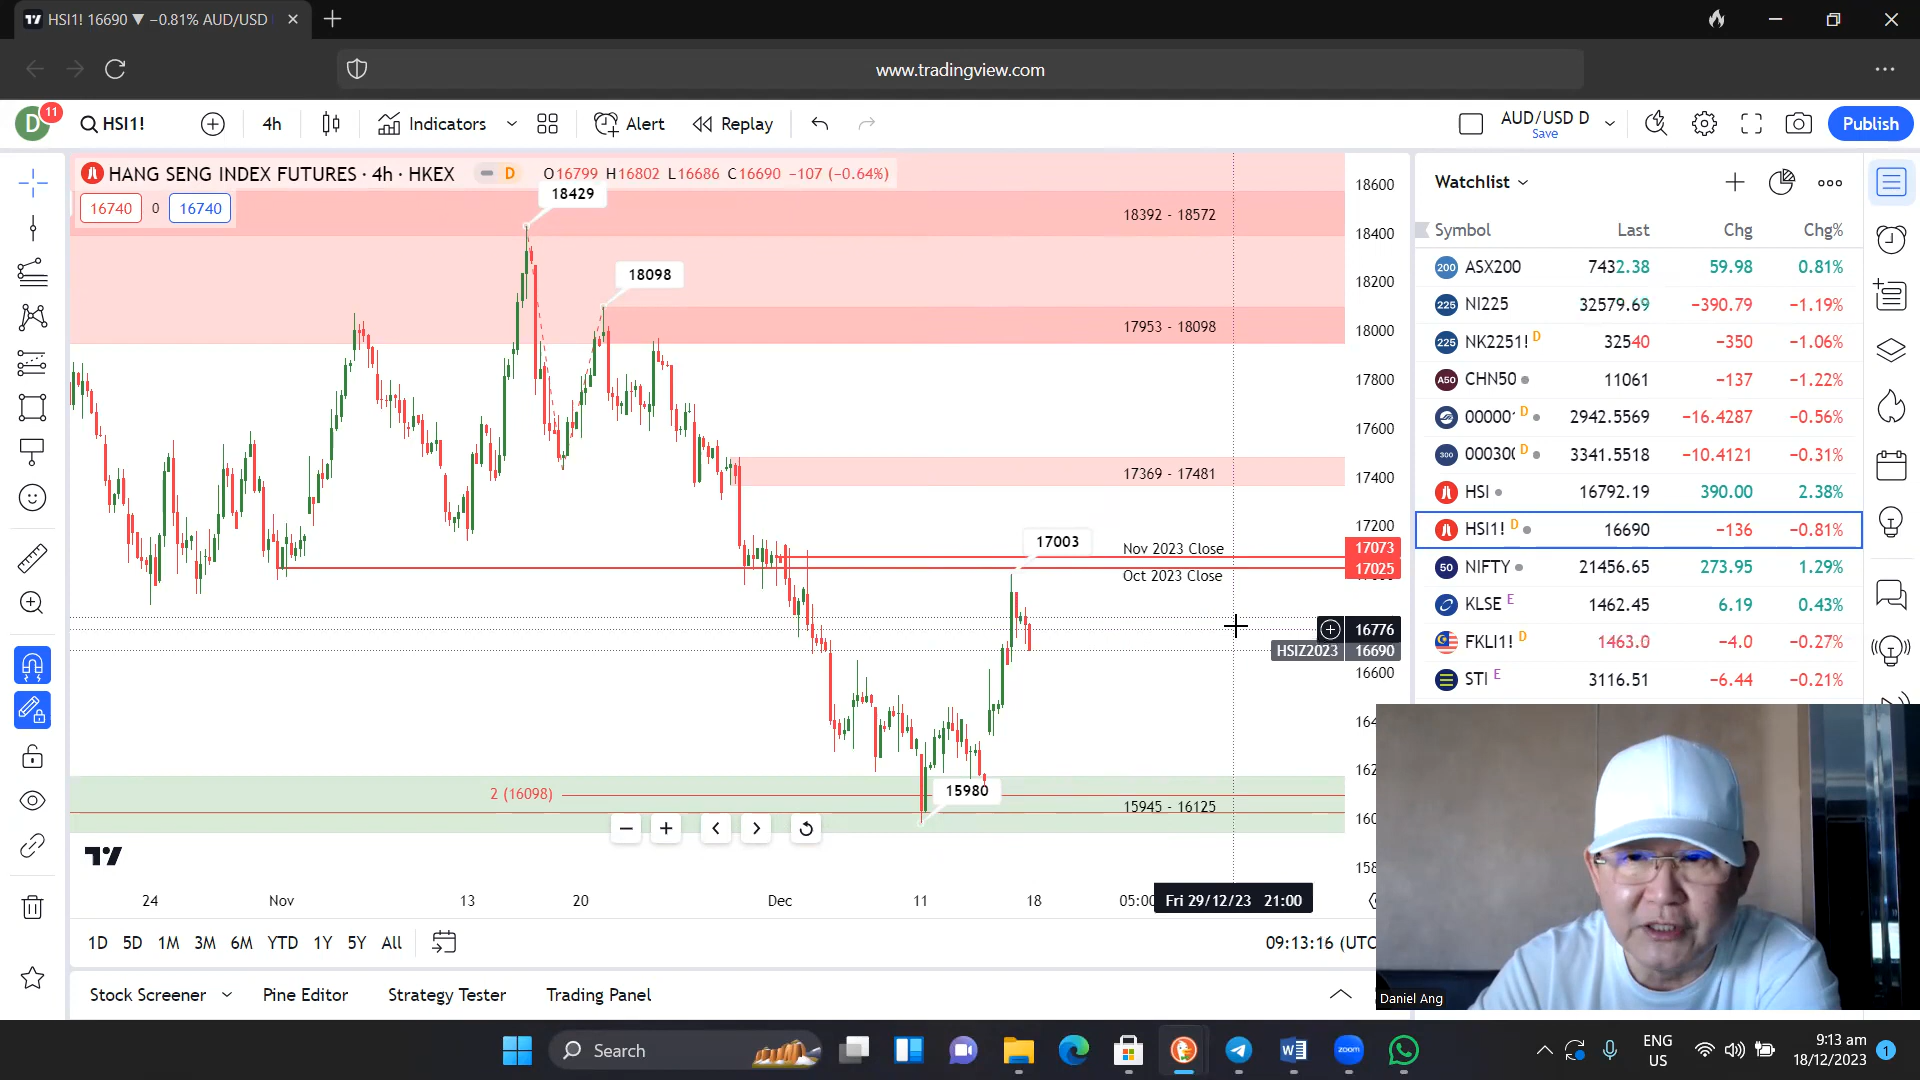 HSI1! 16690 ▼ −0.81% AUD/USD
www.tradingview.com
D
11
HSI1!
4h
Indicators
Alert
Replay
AUD/USD D
Save
Publish
HANG SENG INDEX FUTURES · 4h · HKEX
D
O16799 H16802 L16686 C16690 −107 (−0.64%)
16740
0
16740
18429
18098
18392 - 18572
17953 - 18098
17369 - 17481
17003
Nov 2023 Close
Oct 2023 Close
15980
2 (16098)
15945 - 16125
18600
18400
18200
18000
17800
17600
17400
17200
17073
17025
16776
HSIZ2023 16690
16600
24
Nov
13
20
Dec
11
18
05:00
Fri 29/12/23 21:00
1D
5D
1M
3M
6M
YTD
1Y
5Y
All
09:13:16 (UTC
Stock Screener
Pine Editor
Strategy Tester
Trading Panel
Watchlist
Symbol Last Chg Chg%
200 ASX200 7432.38 59.98 0.81%
225 NI225 32579.69 −390.79 −1.19%
225 NK2251! D 32540 −350 −1.06%
A50 CHN50 11061 −137 −1.22%
00000 D 2942.5569 −16.4287 −0.56%
300 000300 D 3341.5518 −10.4121 −0.31%
HSI 16792.19 390.00 2.38%
HSI1! D 16690 −136 −0.81%
50 NIFTY 21456.65 273.95 1.29%
KLSE E 1462.45 6.19 0.43%
FKLI1! D 1463.0 −4.0 −0.27%
STI E 3116.51 −6.44 −0.21%
Daniel Ang
Search
zoom
ENG
US
9:13 am
18/12/2023
1